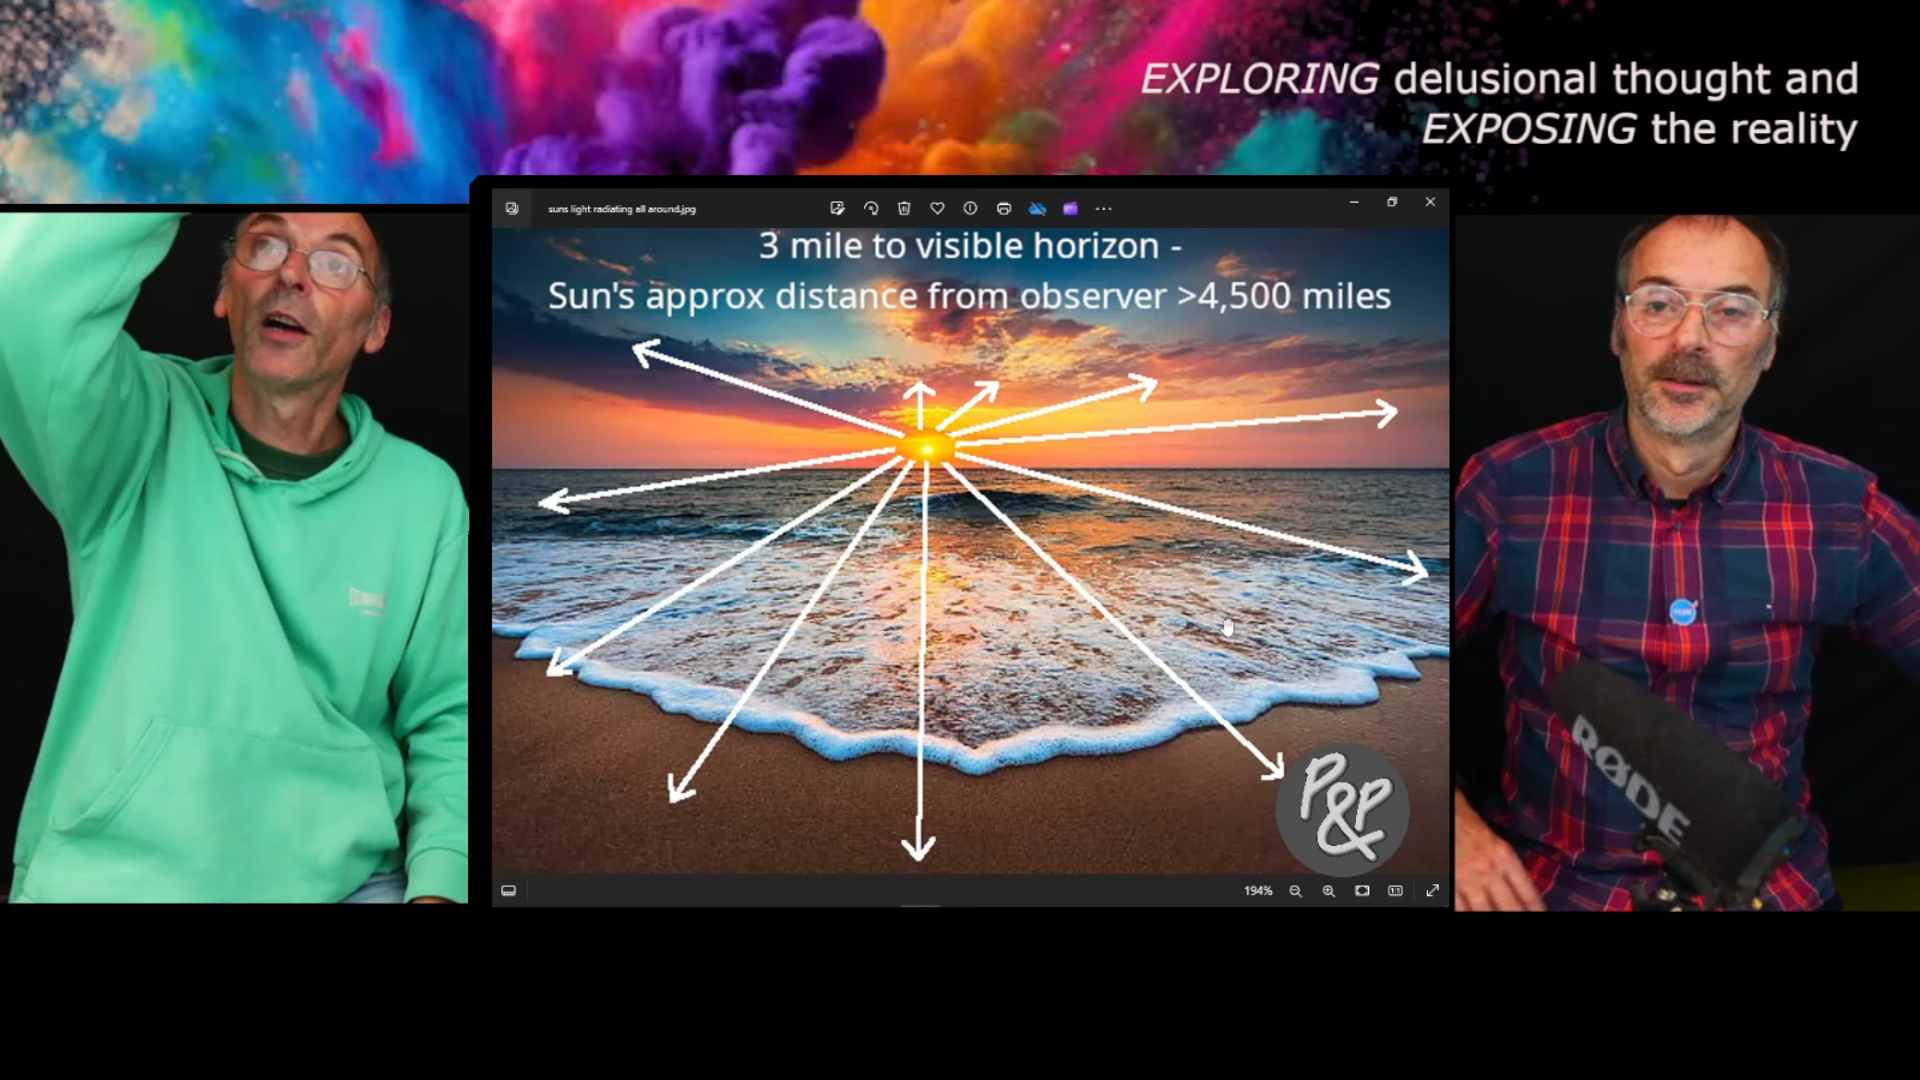 EXPLORING delusional thought and
EXPOSING the reality
suns light radiating all around.jpg
3 mile to visible horizon -
Sun's approx distance from observer >4,500 miles
P&P
RØDE
194%